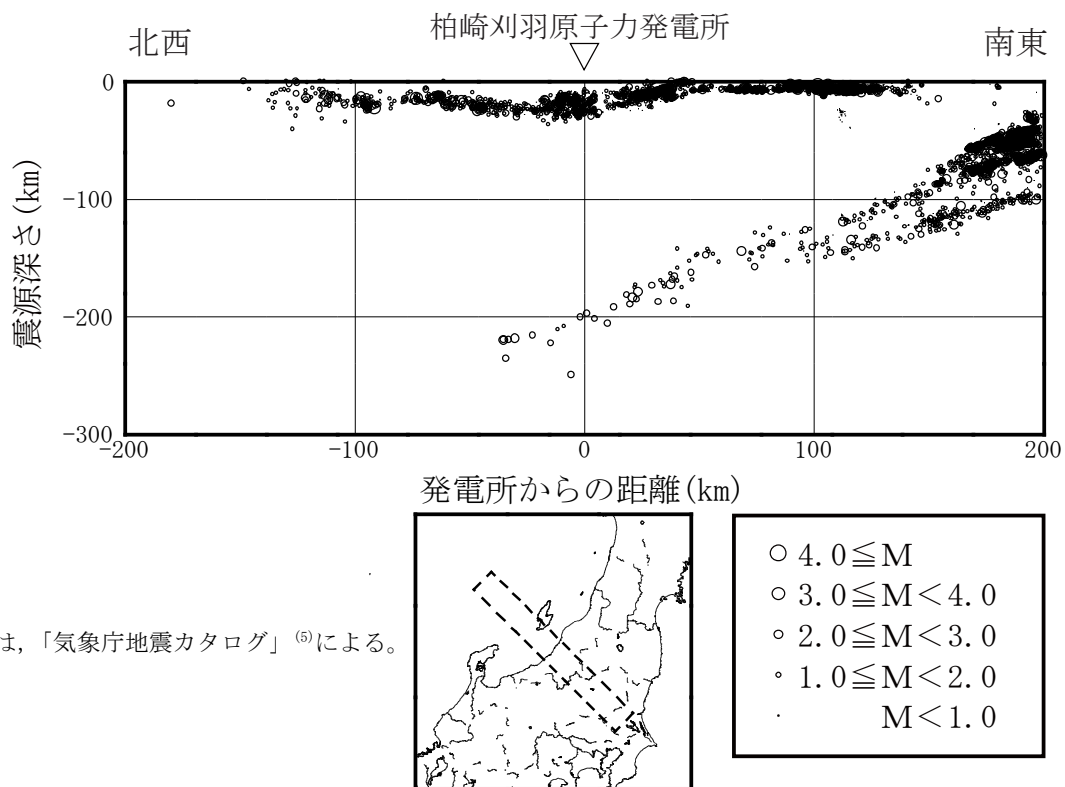 柏崎刈羽原子力発電所
北西
南東
0
-100
-200
-300
震源深さ(km)
-200
-100
0
100
200
発電所からの距離(km)
4.0≦M
3.0≦M<4.0
2.0≦M<3.0
1.0≦M<2.0
M<1.0
は,「気象庁地震カタログ」(5)による。